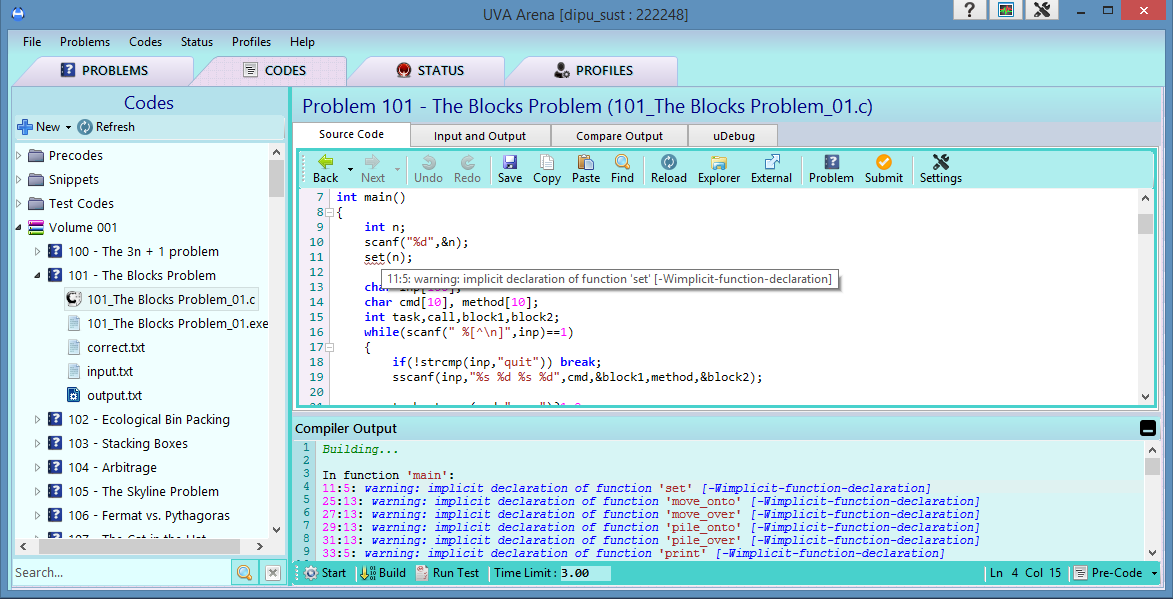 UVA Arena [dipu_sust : 222248]
?
File Problems Codes Status Profiles Help
PROBLEMS CODES STATUS PROFILES
Codes
New Refresh
Precodes
Snippets
Test Codes
Volume 001
100 - The 3n + 1 problem
101 - The Blocks Problem
101_The Blocks Problem_01.c
101_The Blocks Problem_01.exe
correct.txt
input.txt
output.txt
102 - Ecological Bin Packing
103 - Stacking Boxes
104 - Arbitrage
105 - The Skyline Problem
106 - Fermat vs. Pythagoras
107 - The Cat in the Hat
Search...
Problem 101 - The Blocks Problem (101_The Blocks Problem_01.c)
Source Code Input and Output Compare Output uDebug
Back Next Undo Redo Save Copy Paste Find Reload Explorer External Problem Submit Settings
7 int main()
8 {
9 int n;
10 scanf("%d",&n);
11 set(n);
12
11:5: warning: implicit declaration of function 'set' [-Wimplicit-function-declaration]
13
14 char cmd[10], method[10];
15 int task,call,block1,block2;
16 while(scanf(" %[^\n]",inp)==1)
17 {
18 if(!strcmp(inp,"quit")) break;
19 sscanf(inp,"%s %d %s %d",cmd,&block1,method,&block2);
20
Compiler Output
1 Building...
2
3 In function 'main':
4 11:5: warning: implicit declaration of function 'set' [-Wimplicit-function-declaration]
5 25:13: warning: implicit declaration of function 'move_onto' [-Wimplicit-function-declaration]
6 27:13: warning: implicit declaration of function 'move_over' [-Wimplicit-function-declaration]
7 29:13: warning: implicit declaration of function 'pile_onto' [-Wimplicit-function-declaration]
8 31:13: warning: implicit declaration of function 'pile_over' [-Wimplicit-function-declaration]
9 33:5: warning: implicit declaration of function 'print' [-Wimplicit-function-declaration]
Start Build Run Test Time Limit : 3.00 Ln 4 Col 15 Pre-Code